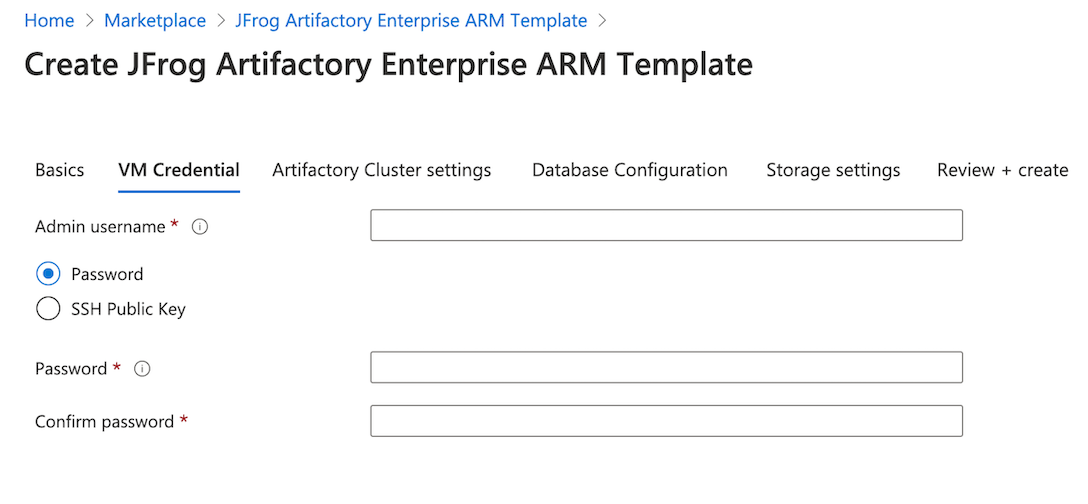 Home > Marketplace > JFrog Artifactory Enterprise ARM Template >
Create JFrog Artifactory Enterprise ARM Template
Basics VM Credential Artifactory Cluster settings Database Configuration Storage settings Review + create
Admin username *
Password
SSH Public Key
Password *
Confirm password *